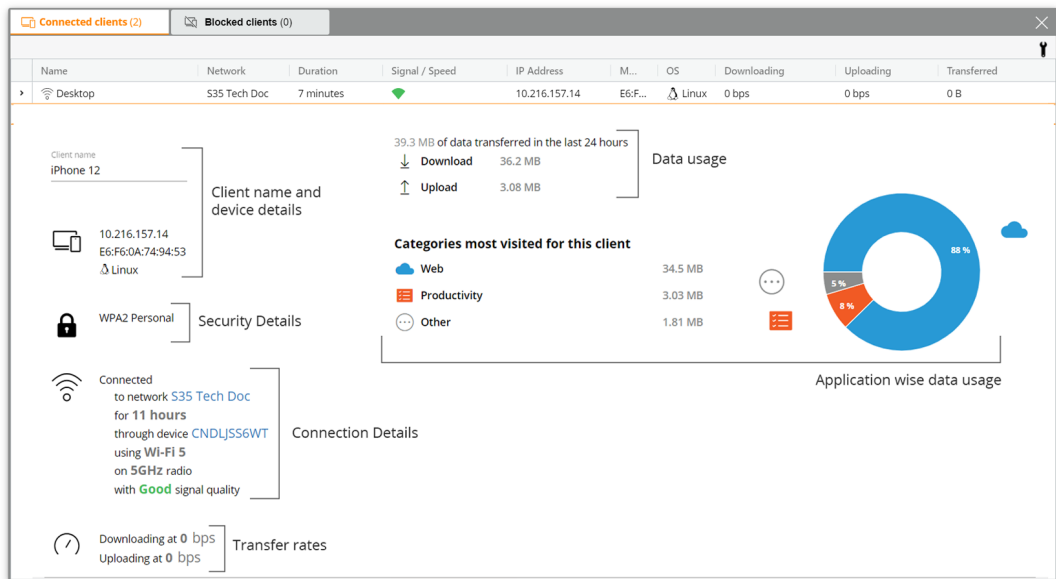 Connected clients (2)
Blocked clients (0)
Name Network Duration Signal / Speed IP Address M... OS Downloading Uploading Transferred
Desktop S35 Tech Doc 7 minutes 10.216.157.14 E6:F... Linux 0 bps 0 bps 0 B
Client name
iPhone 12
10.216.157.14
E6:F6:0A:74:94:53
Linux
Client name and
device details
WPA2 Personal
Security Details
Connected
to network S35 Tech Doc
for 11 hours
through device CNDLJSS6WT
using Wi-Fi 5
on 5GHz radio
with Good signal quality
Connection Details
Downloading at 0 bps
Uploading at 0 bps
Transfer rates
39.3 MB of data transferred in the last 24 hours
Download 36.2 MB
Upload 3.08 MB
Data usage
Categories most visited for this client
Web 34.5 MB
Productivity 3.03 MB
Other 1.81 MB
88 %
5 %
8 %
Application wise data usage